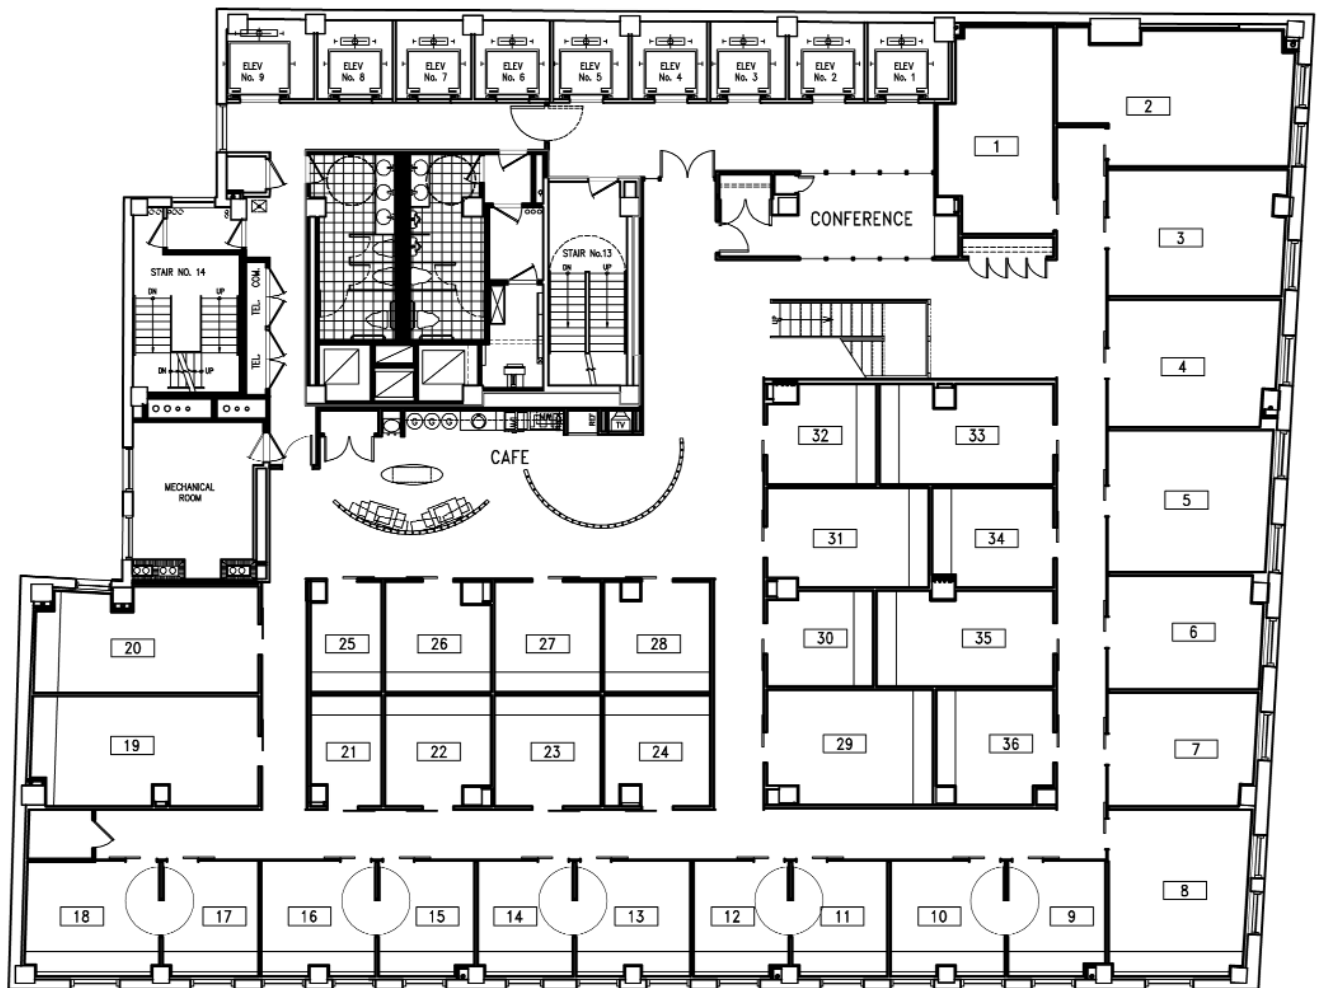 ELEV
No. 9
ELEV
No. 8
ELEV
No. 7
ELEV
No. 6
ELEV
No. 5
ELEV
No. 4
ELEV
No. 3
ELEV
No. 2
ELEV
No. 1
2
1
CONFERENCE
3
STAIR No.13
DN UP
STAIR NO. 14
DN UP
DN UP
TEL. COM.
TEL
UP
4
32
33
REF
TV
CAFE
MECHANICAL
ROOM
5
31
34
30
35
6
20
25
26
27
28
19
21
22
23
24
29
36
7
8
18
17
16
15
14
13
12
11
10
9